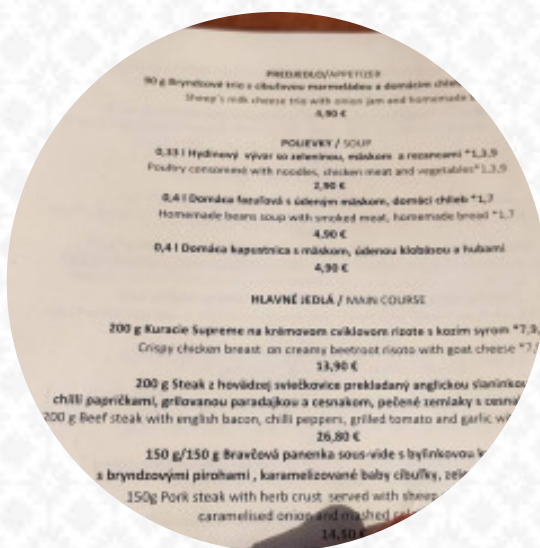 PREDJEDLO/APPETIZER
90 g Bryndzové trio s cibuľovou marmeládou a domácim
Sheep's milk cheese trio with onion jam and homemade
4,90 €
POLIEVKY / SOUP
0,33 l Hydinový vývar so zeleninou, mäskom a rezancami *1,3,9
Poultry consommé with noodles, chicken meat and vegetables*1,3,9
2,90 €
0,4 l Domáca fazuľová s údeným mäskom, domáci chlieb *1,7
Homemade beans soup with smoked meat, homemade bread *1,7
4,90 €
0,4 l Domáca kapustnica s mäskom, údenou klobásou a hubami
4,90 €
HLAVNÉ JEDLÁ / MAIN COURSE
200 g Kuracie Supreme na krémovom cviklovom rizote s kozím syrom
Crispy chicken breast on creamy beetroot risoto with goat cheese
13,90 €
200 g Steak z hovädzej sviečkovice prekladaný anglickou
chilli papričkami, grilovanou paradajkou a cesnakom, pečené zemiaky s
200 g Beef steak with english bacon, chilli peppers, grilled tomato and garlic
26,80 €
150 g/150 g Bravčová panenka sous-vide s bylinkovou
s bryndzovými pirohami , karamelizované baby cibuľky,
150g Pork steak with herb crust served with sheep
caramelised onion and mashed
14,50